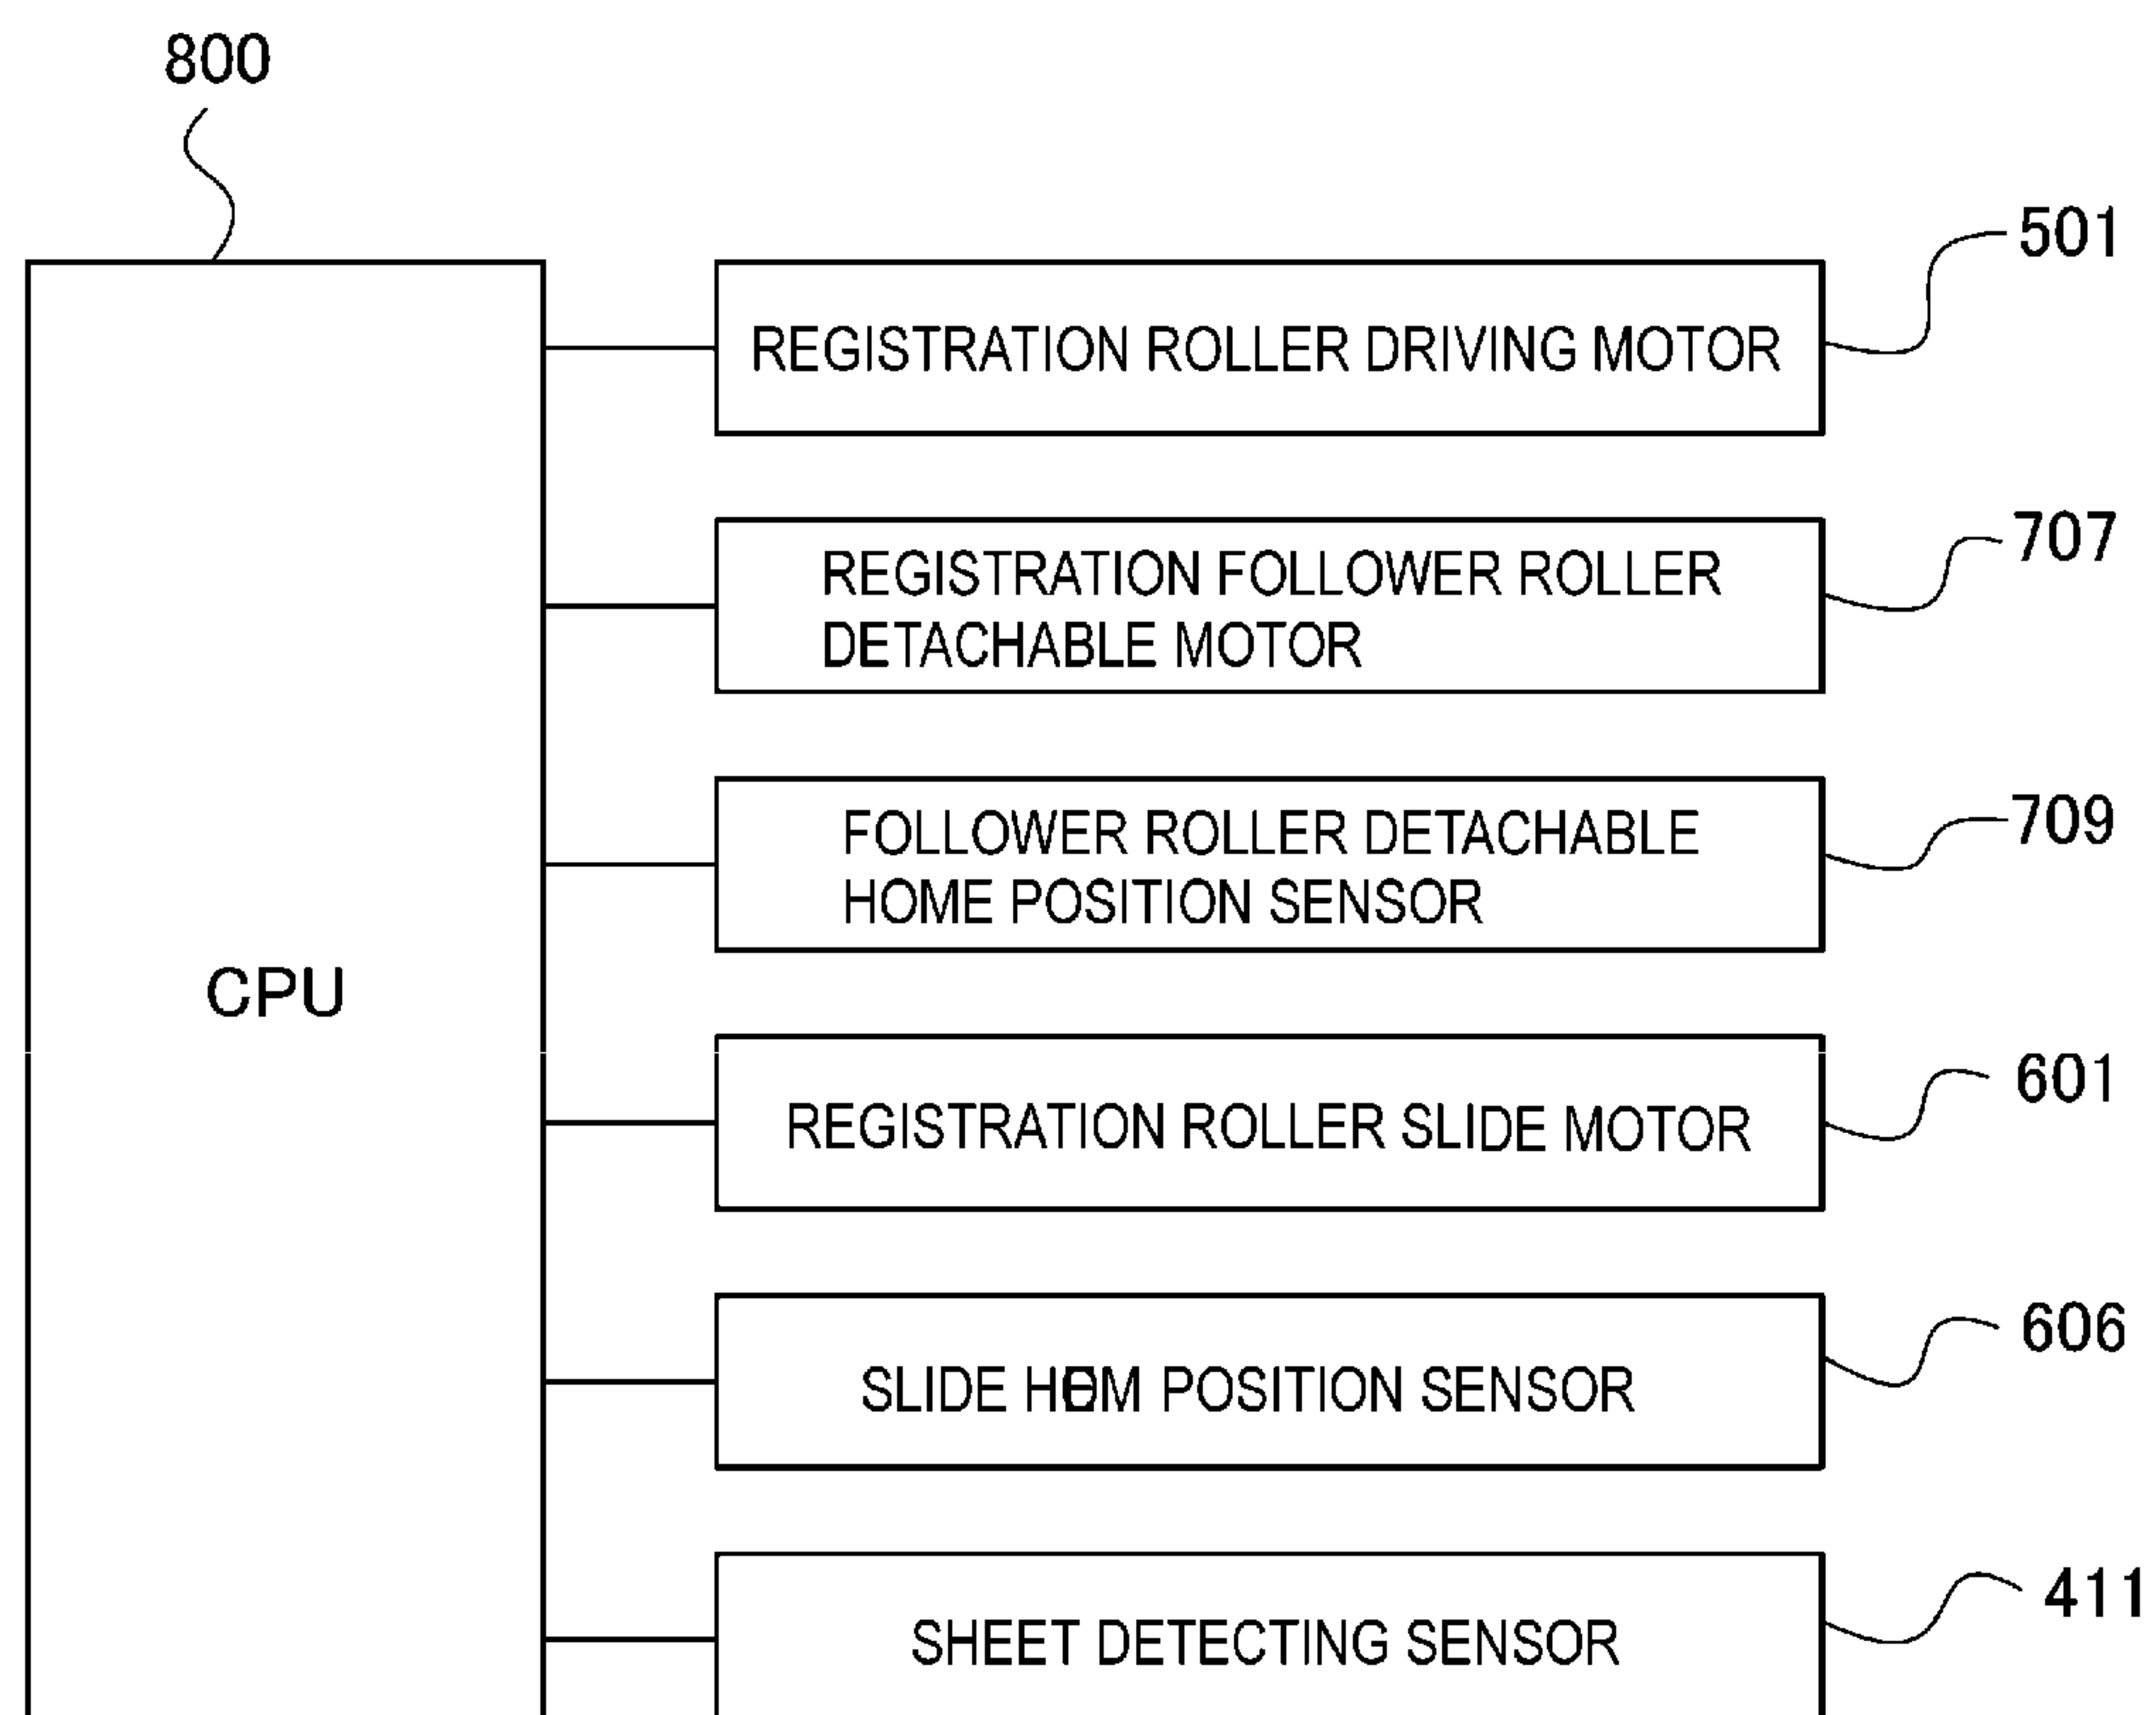 800
501
REGISTRATION ROLLER DRIVING MOTOR
707
REGISTRATION FOLLOWER ROLLER
DETACHABLE MOTOR
709
FOLLOWER ROLLER DETACHABLE
HOME POSITION SENSOR
CPU
601
REGISTRATION ROLLER SLIDE MOTOR
606
SLIDE POSITION SENSOR
411
SHEET DETECTING SENSOR